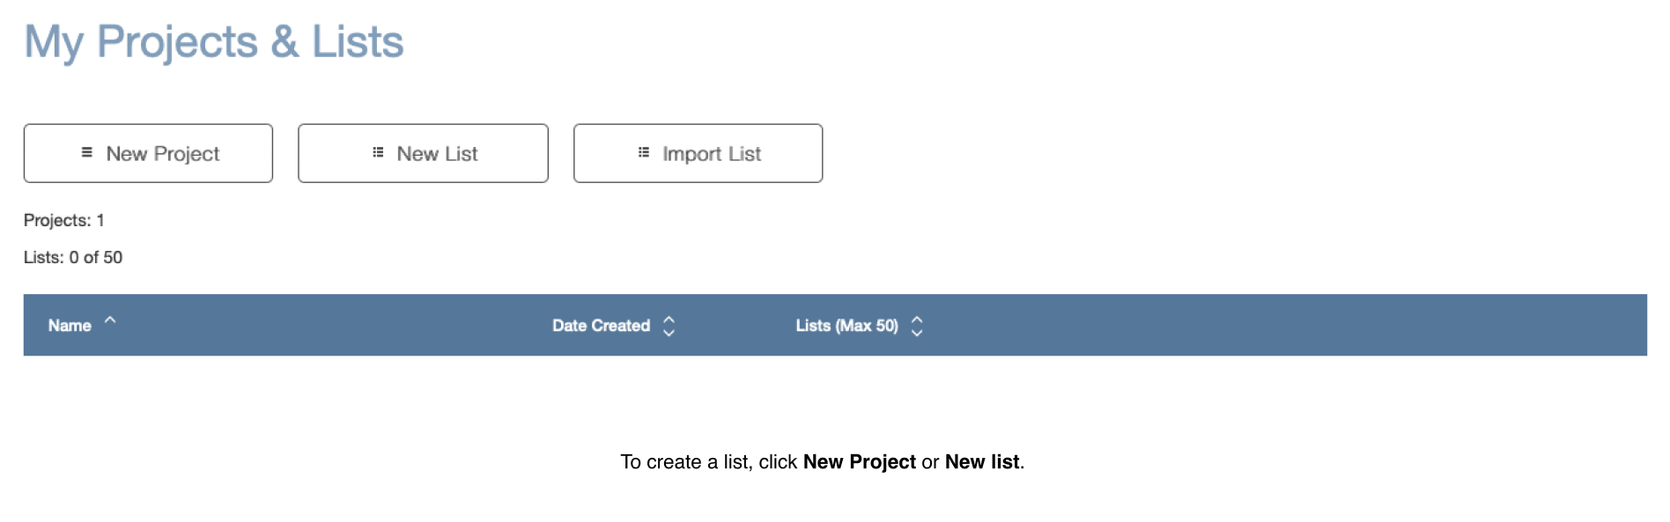 My Projects & Lists
New Project New List Import List
Projects: 1
Lists: 0 of 50
Name Date Created Lists (Max 50)
To create a list, click New Project or New list.